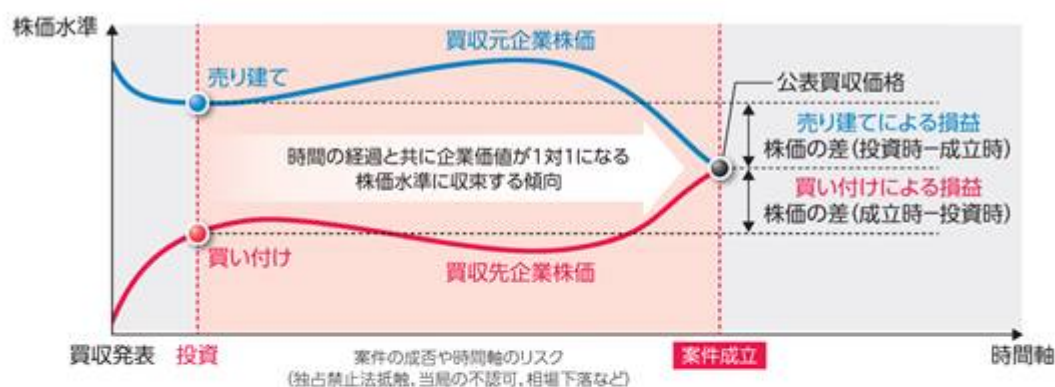 株価水準
買収元企業株価
売り建て
公表買収価格
売り建てによる損益
株価の差(投資時ー成立時)
時間の経過と共に企業価値が1対1になる
株価水準に収束する傾向
買い付けによる損益
株価の差(成立時ー投資時)
買い付け
買収先企業株価
買収発表
投資
案件の成否や時間軸のリスク
(独占禁止法抵触、当局の不認可、相場下落など)
案件成立
時間軸